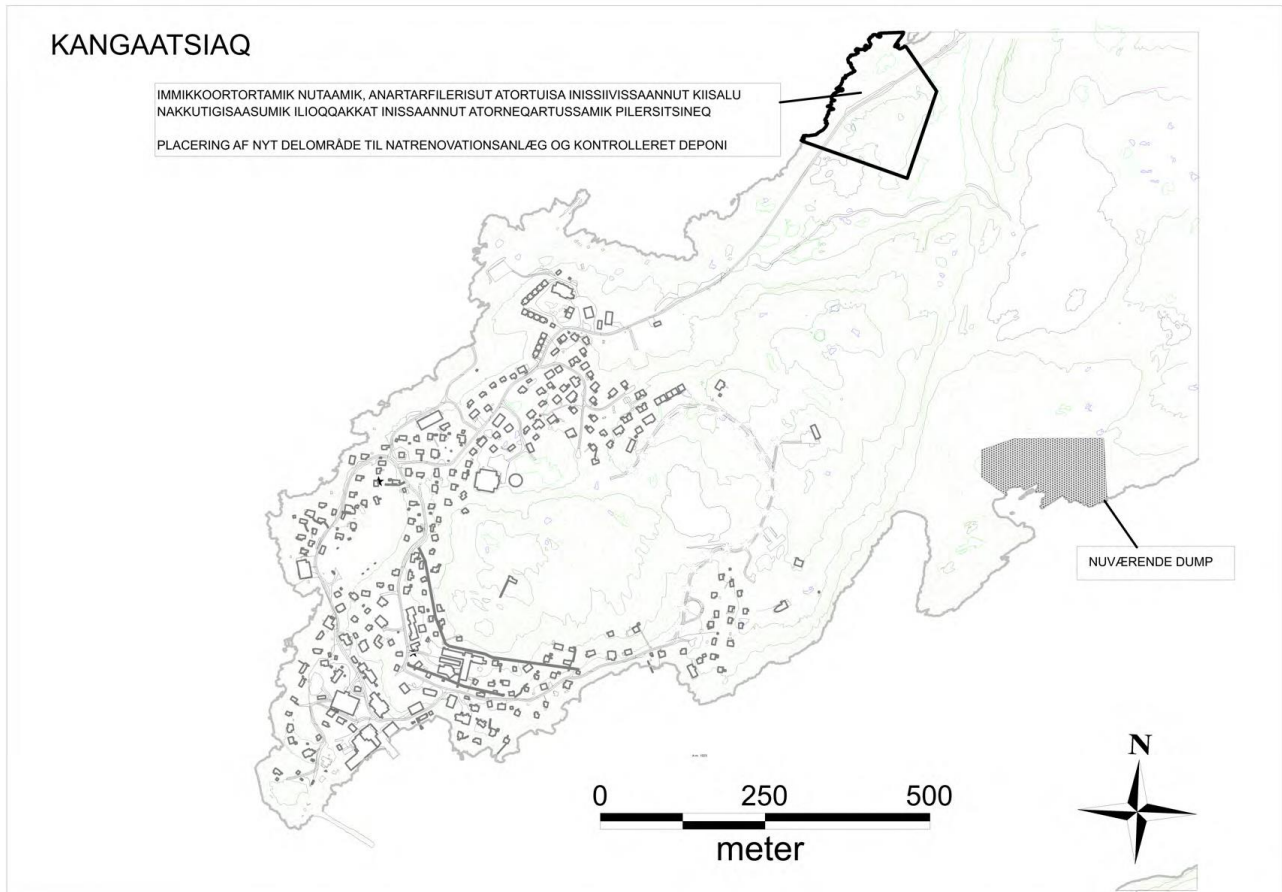 KANGAATSIAQ
IMMIKKOORTORTAMIK NUTAAMIK, ANARTARFILERISUT ATORTUISA INISSIIVISSAANNUT KIISALU
NAKKUTIGISAASUMIK ILIOQQAKKAT INISSAANNUT ATORNEQARTUSSAMIK PILERSITSINEQ
PLACERING AF NYT DELOMRÅDE TIL NATRENOVATIONSANLÆG OG KONTROLLERET DEPONI
NUVÆRENDE DUMP
N
0 250 500
meter